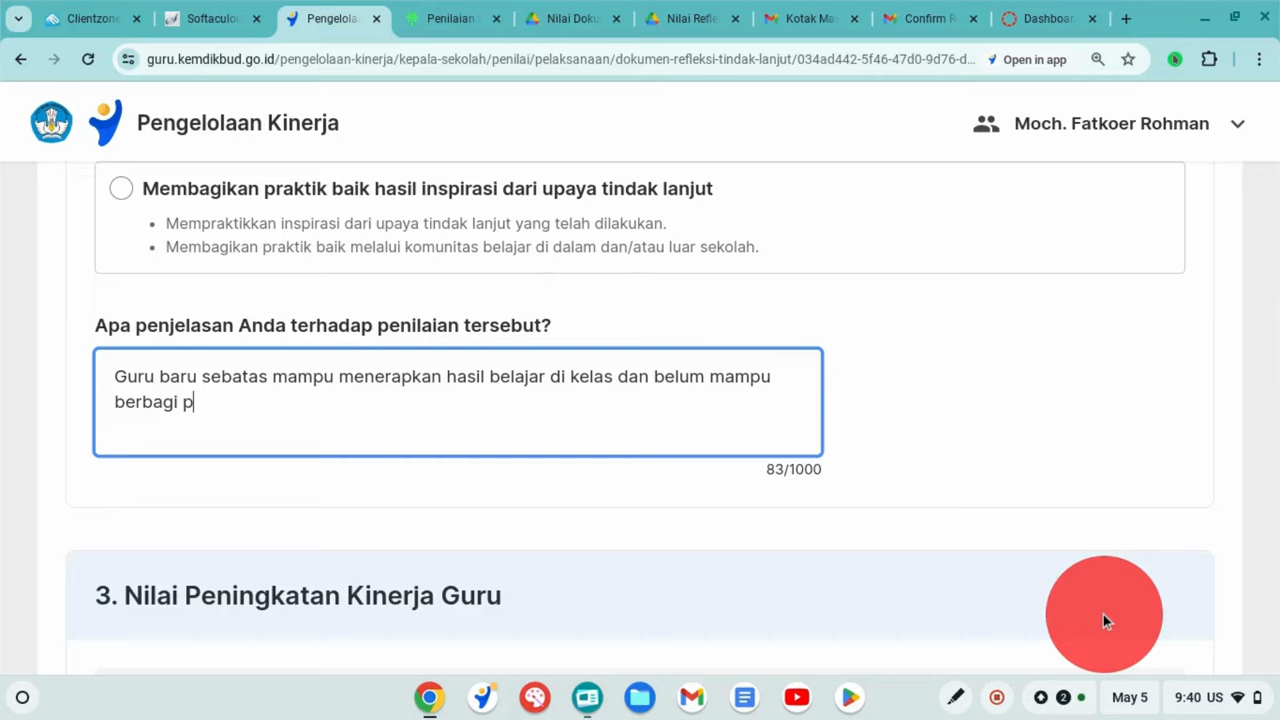 Clientzone
Softaculou
Pengelola
Penilaian
Nilai Doku
Nilai Refle
Kotak Ma
Confirm R
Dashboar
guru.kemdikbud.go.id/pengelolaan-kinerja/kepala-sekolah/penilai/pelaksanaan/dokumen-refleksi-tindak-lanjut/034ad442-5f46-47d0-9d76-d...
Open in app
Pengelolaan Kinerja
Moch. Fatkoer Rohman
Membagikan praktik baik hasil inspirasi dari upaya tindak lanjut
• Mempraktikkan inspirasi dari upaya tindak lanjut yang telah dilakukan.
• Membagikan praktik baik melalui komunitas belajar di dalam dan/atau luar sekolah.
Apa penjelasan Anda terhadap penilaian tersebut?
Guru baru sebatas mampu menerapkan hasil belajar di kelas dan belum mampu
berbagi p
83/1000
3. Nilai Peningkatan Kinerja Guru
2
May 5
9:40 US